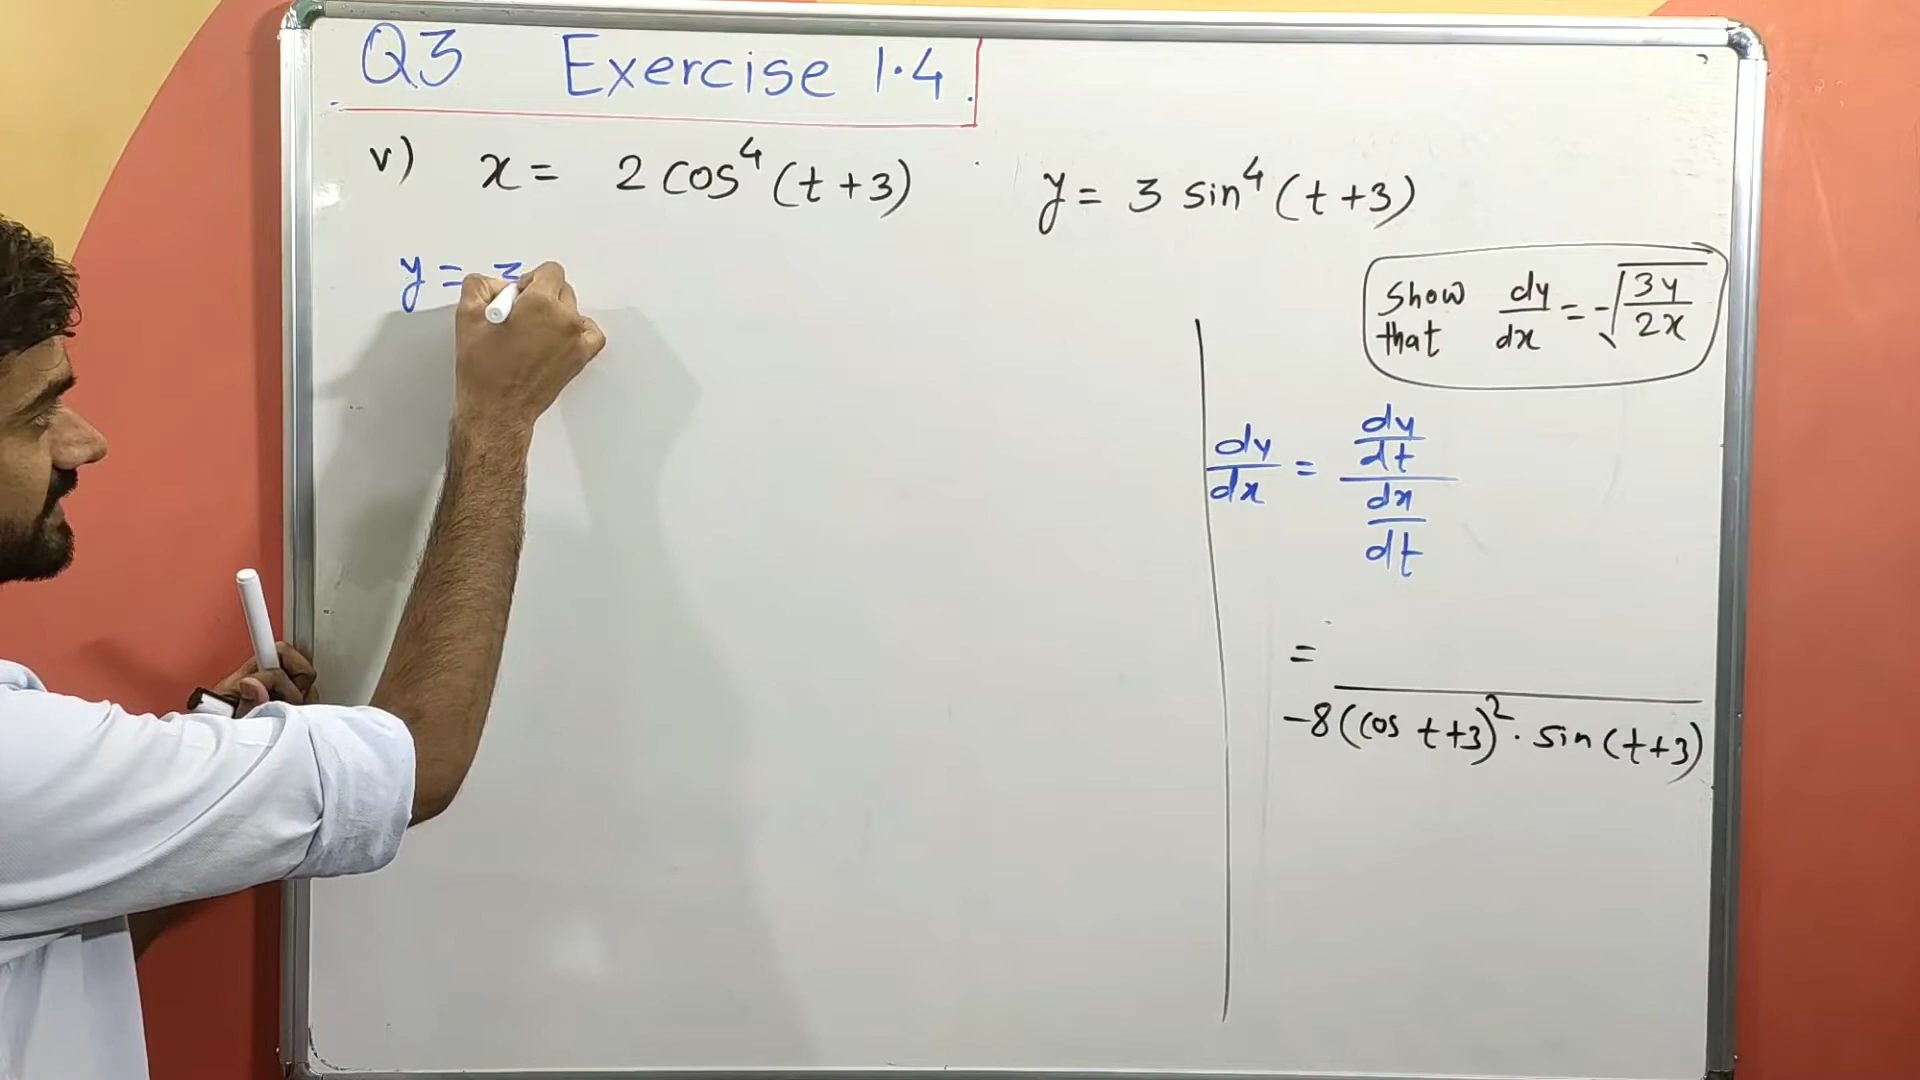 Q3 Exercise 1.4
v) x = 2 cos⁴ (t+3) y = 3 sin⁴ (t+3)
Show that dy/dx = -√(3y/2x)
y = 3
dy/dx = (dy/dt)/(dx/dt)
=
-8(cos t+3)² . sin(t+3)